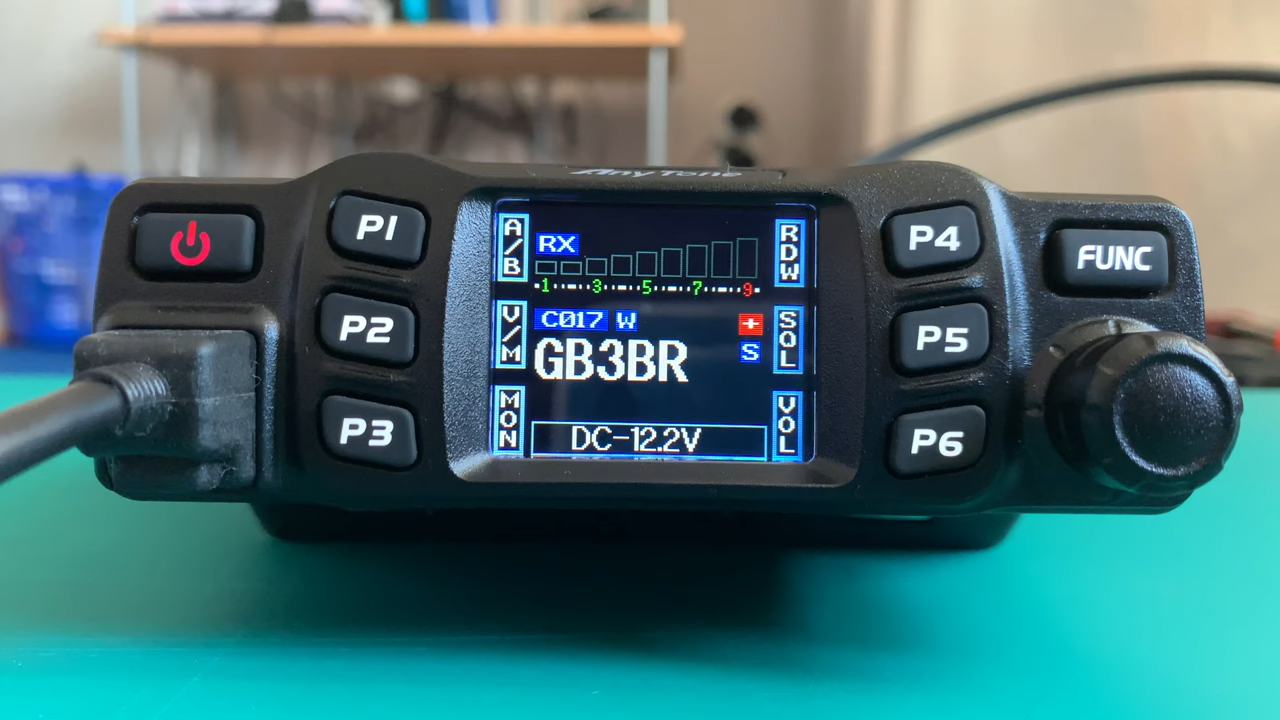 AnyTone
P1
P2
P3
A/B
V/M
MON
RX
1 3 5 7 9
C017 W +
GB3BR S
DC-12.2V
RDW
SQL
VOL
P4
P5
P6
FUNC